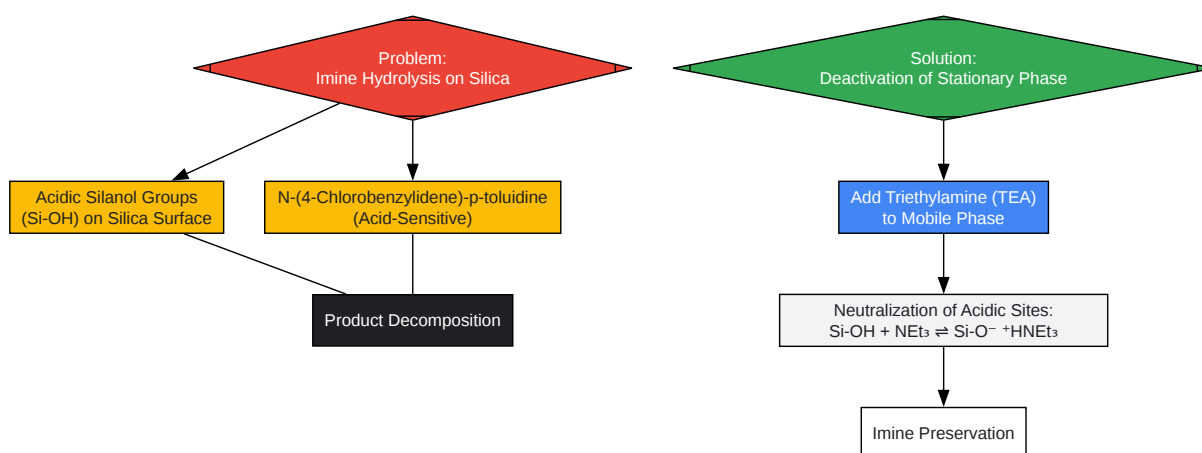 Problem:
Imine Hydrolysis on Silica
Acidic Silanol Groups
(Si-OH) on Silica Surface
N-(4-Chlorobenzylidene)-p-toluidine
(Acid-Sensitive)
Product Decomposition
Solution:
Deactivation of Stationary Phase
Add Triethylamine (TEA)
to Mobile Phase
Neutralization of Acidic Sites:
Si-OH + NEt₃ ⇌ Si-O⁻ ⁺HNEt₃
Imine Preservation